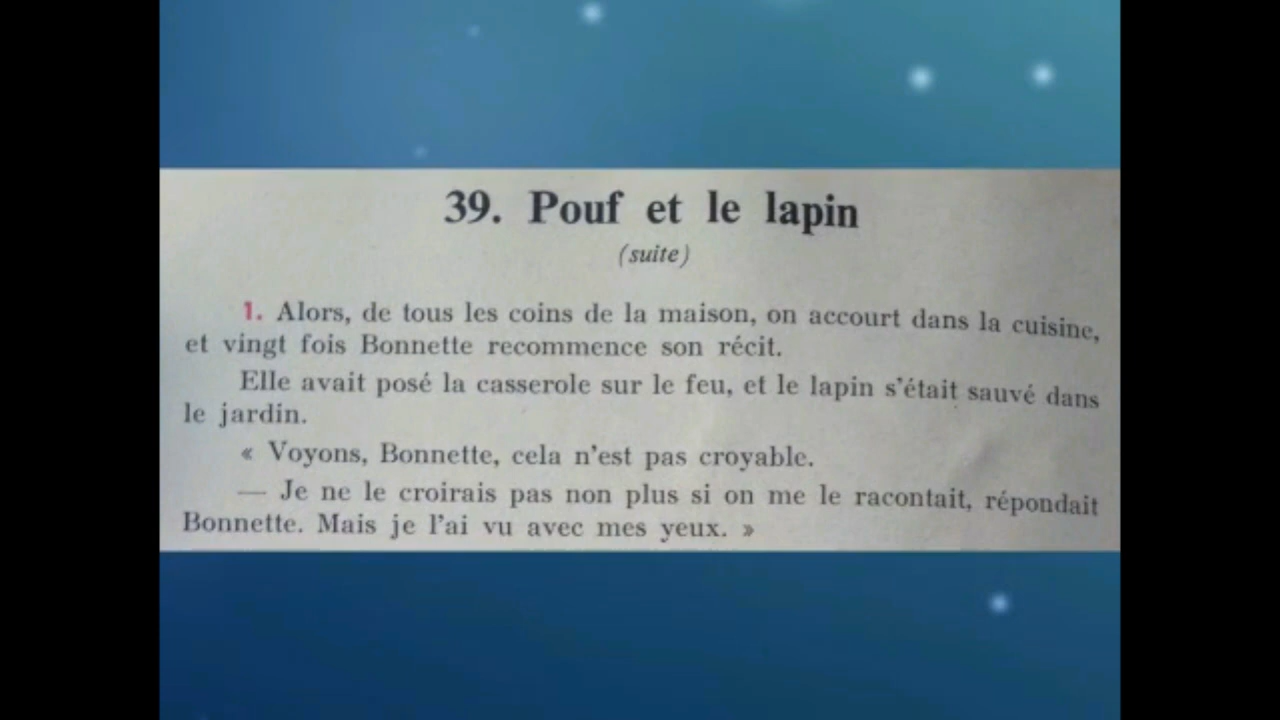 39. Pouf et le lapin
(suite)
1. Alors, de tous les coins de la maison, on accourt dans la cuisine,
et vingt fois Bonnette recommence son récit.
Elle avait posé la casserole sur le feu, et le lapin s'était sauvé dans
le jardin.
« Voyons, Bonnette, cela n'est pas croyable.
— Je ne le croirais pas non plus si on me le racontait, répondait
Bonnette. Mais je l'ai vu avec mes yeux. »